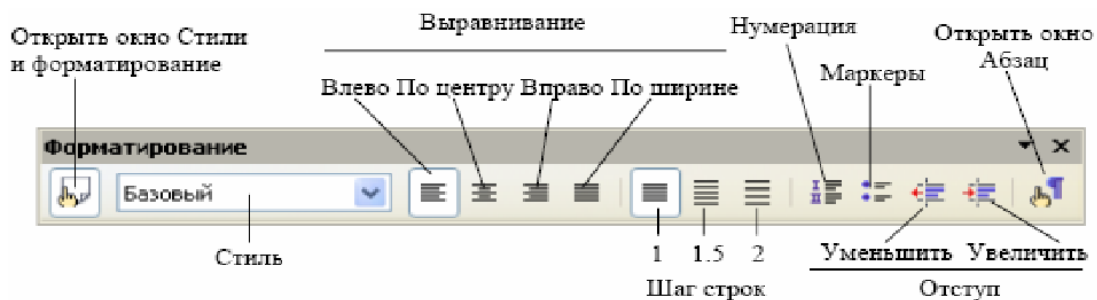 Выравнивание
Нумерация
Открыть окно Стили
и форматирование
Открыть окно
Абзац
Маркеры
Влево По центру Вправо По ширине
Форматирование
Базовый
Стиль
1 1.5 2
Шаг строк
Уменьшить Увеличить
Отступ